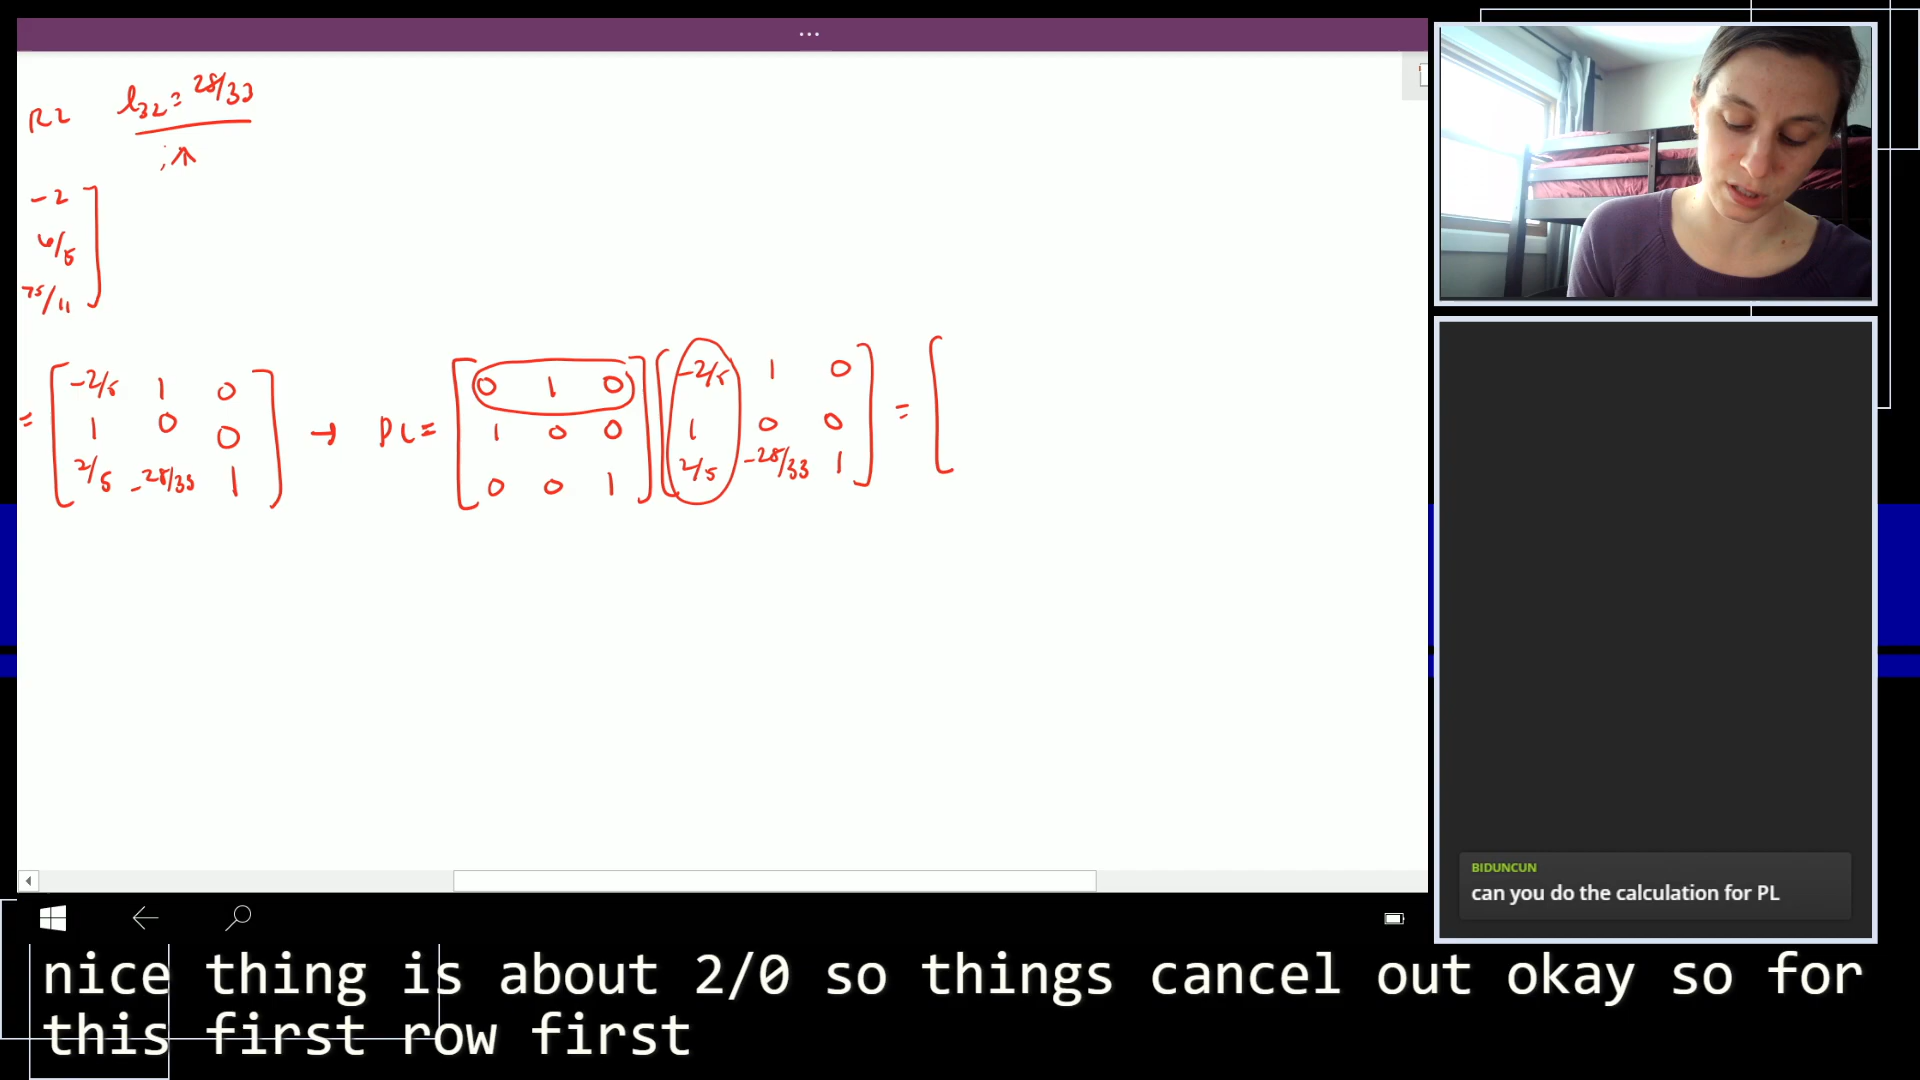 ...
R2 l32 = 28/33
-2
6/5
75/11
= [ -2/5 1 0 ] → PL = [ 0 1 0 ] [ -2/5 1 0 ] = [
1 0 0 1 0 0 1 0 0
2/5 -28/33 1 0 0 1 2/5 -28/33 1
BIDUNCUN
can you do the calculation for PL
nice thing is about 2/0 so things cancel out okay so for
this first row first